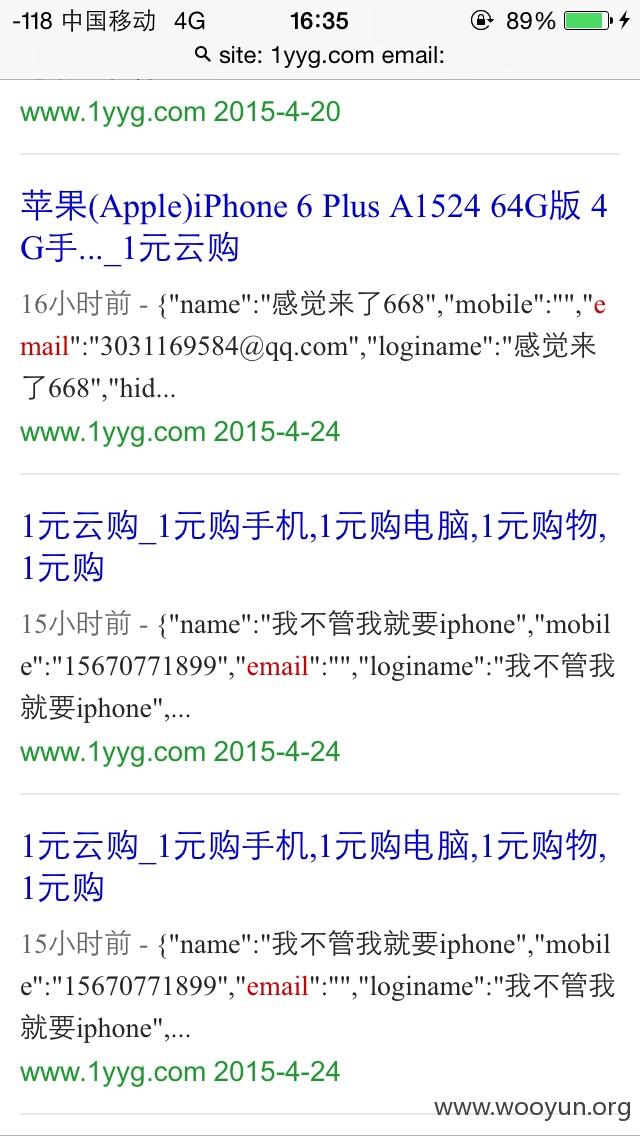 -118 中国移动 4G 16:35 89%
site: 1yyg.com email:
www.1yyg.com 2015-4-20
苹果(Apple)iPhone 6 Plus A1524 64G版 4
G手..._1元云购
16小时前 - {"name":"感觉来了668","mobile":"","e
mail":"3031169584@qq.com","loginame":"感觉来
了668","hid...
www.1yyg.com 2015-4-24
1元云购_1元购手机,1元购电脑,1元购物,
1元购
15小时前 - {"name":"我不管我就要iphone","mobil
e":"15670771899","email":"","loginame":"我不管我
就要iphone",...
www.1yyg.com 2015-4-24
1元云购_1元购手机,1元购电脑,1元购物,
1元购
15小时前 - {"name":"我不管我就要iphone","mobil
e":"15670771899","email":"","loginame":"我不管我
就要iphone",...
www.1yyg.com 2015-4-24
www.wooyun.org